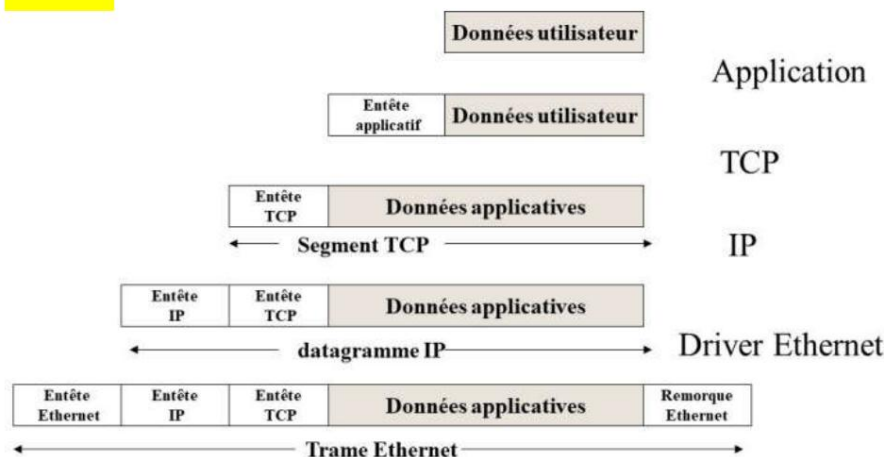 Données utilisateur
Application
Entête
applicatif
Données utilisateur
TCP
Entête
TCP
Données applicatives
Segment TCP
IP
Entête
IP
Entête
TCP
Données applicatives
datagramme IP
Driver Ethernet
Entête
Ethernet
Entête
IP
Entête
TCP
Données applicatives
Remorque
Ethernet
Trame Ethernet